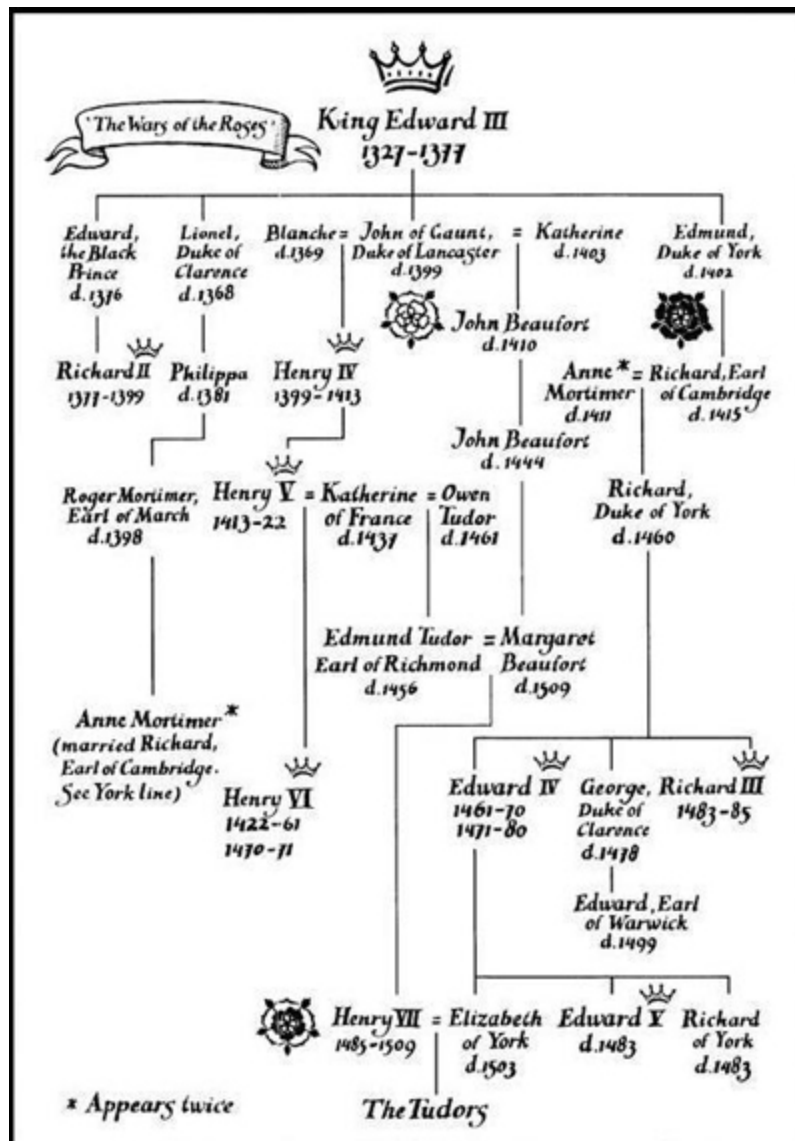 'The Wars of the Roses'
King Edward III
1327-1377
Edward,
the Black
Prince
d.1376
Lionel,
Duke of
Clarence
d.1368
Blanche =
d.1369
John of Gaunt,
Duke of Lancaster
d.1399
= Katherine
d.1403
Edmund,
Duke of York
d.1402
John Beaufort
d.1410
Richard II
1377-1399
Philippa
d.1381
Henry IV
1399-1413
Anne * = Richard, Earl
Mortimer of Cambridge
d.1411 d.1415
John Beaufort
d.1444
Roger Mortimer,
Earl of March
d.1398
Henry V = Katherine = Owen
1413-22 of France Tudor
d.1437 d.1461
Richard,
Duke of York
d.1460
Edmund Tudor = Margaret
Earl of Richmond Beaufort
d.1456 d.1509
Anne Mortimer *
(married Richard,
Earl of Cambridge.
See York line)
Henry VI
1422-61
1470-71
Edward IV
1461-70
1471-80
George,
Duke of
Clarence
d.1478
Richard III
1483-85
Edward, Earl
of Warwick
d.1499
Henry VII = Elizabeth
1485-1509 of York
d.1503
Edward V
d.1483
Richard
of York
d.1483
* Appears twice
The Tudors